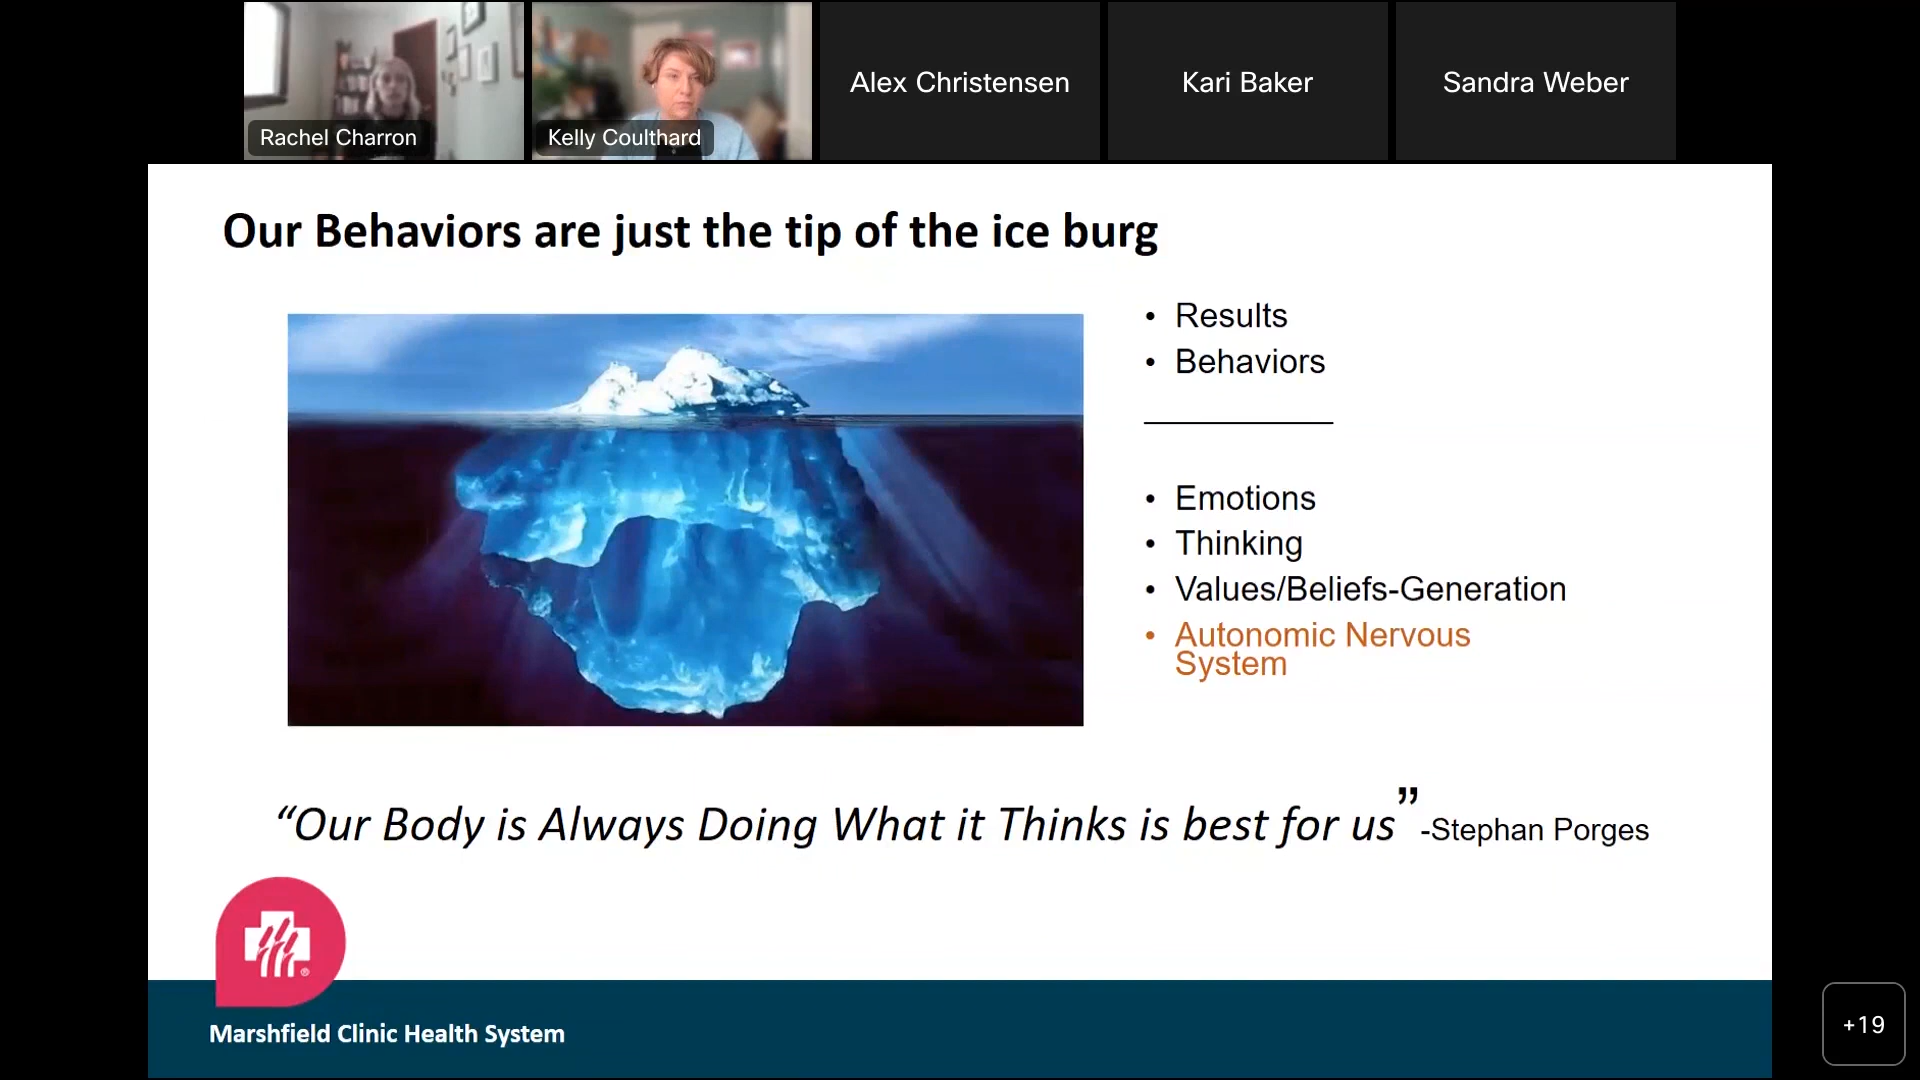 Rachel Charron
Kelly Coulthard
Alex Christensen
Kari Baker
Sandra Weber
Our Behaviors are just the tip of the ice burg
• Results
• Behaviors
• Emotions
• Thinking
• Values/Beliefs-Generation
• Autonomic Nervous
System
“Our Body is Always Doing What it Thinks is best for us” -Stephan Porges
®
Marshfield Clinic Health System
+19